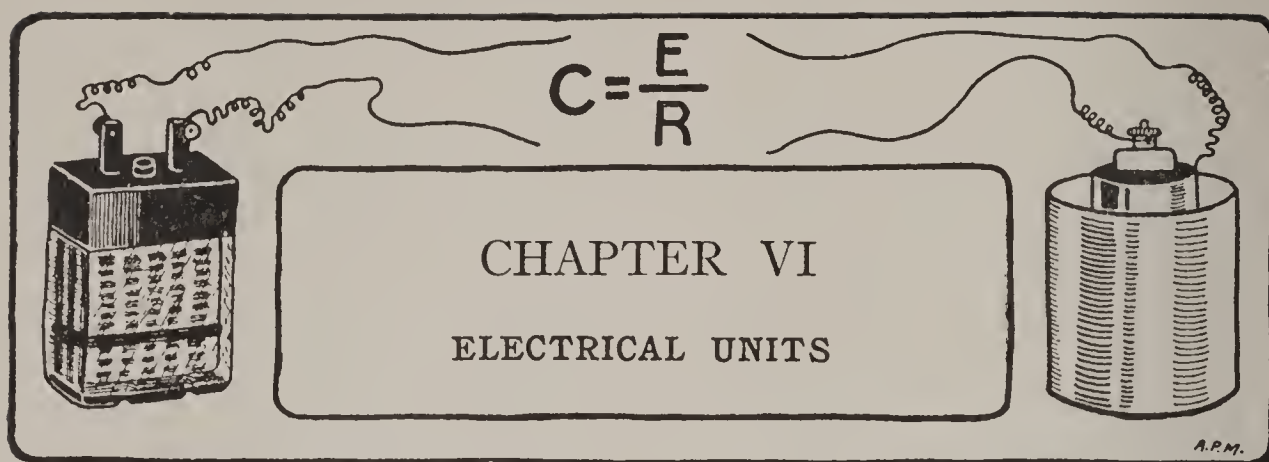 C = E/R
CHAPTER VI
ELECTRICAL UNITS
A.P.M.